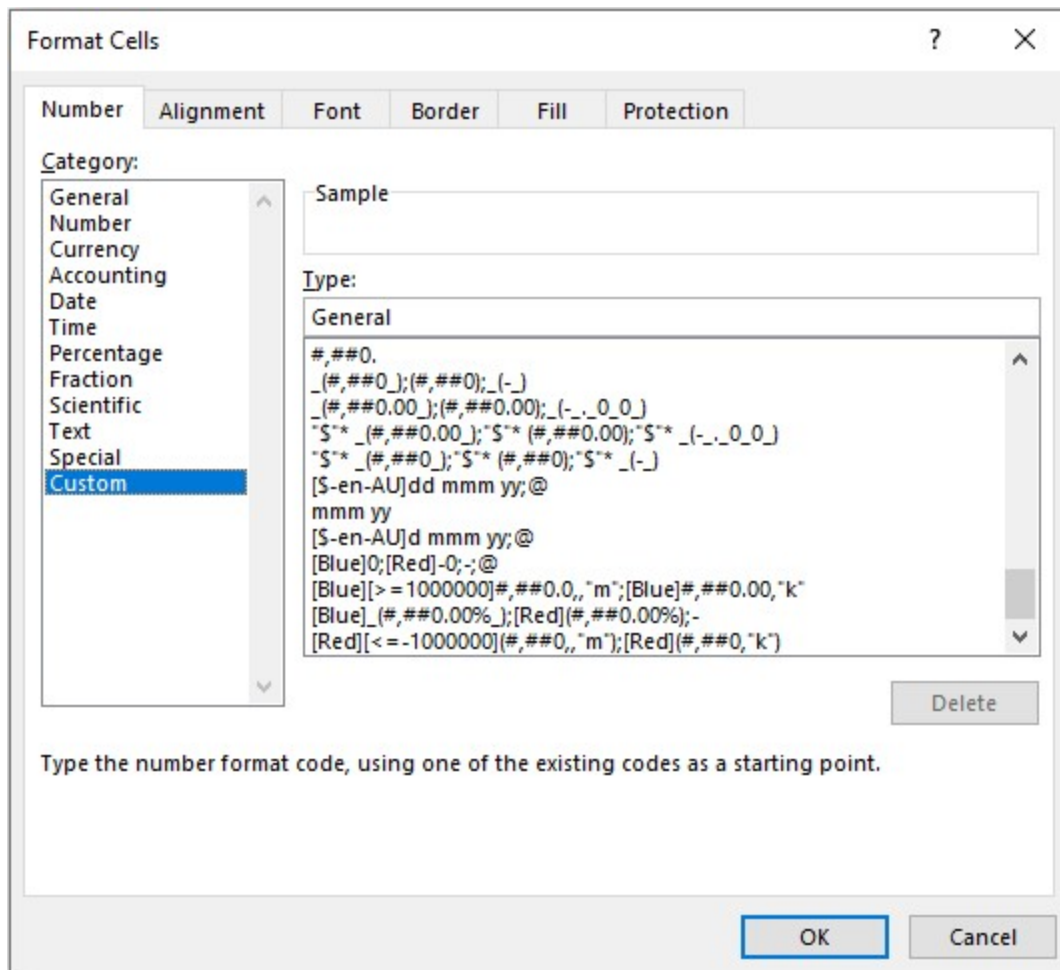 Format Cells
?
Number Alignment Font Border Fill Protection
Category:
General
Number
Currency
Accounting
Date
Time
Percentage
Fraction
Scientific
Text
Special
Custom
Sample
Type:
General
#,##0.
_(#,##0_);(#,##0);_(-_)
_(#,##0.00_);(#,##0.00);_(-_._0_0_)
"$"* _(#,##0.00_);"$"* (#,##0.00);"$"* _(-_._0_0_)
"$"* _(#,##0_);"$"* (#,##0);"$"* _(-_)
[$-en-AU]dd mmm yy;@
mmm yy
[$-en-AU]d mmm yy;@
[Blue]0;[Red]-0;-;@
[Blue][>=1000000]#,##0.0,,"m";[Blue]#,##0.00,"k"
[Blue]_(#,##0.00%_);[Red](#,##0.00%);-
[Red][<=-1000000](#,##0,,"m");[Red](#,##0,"k")
Delete
Type the number format code, using one of the existing codes as a starting point.
OK Cancel